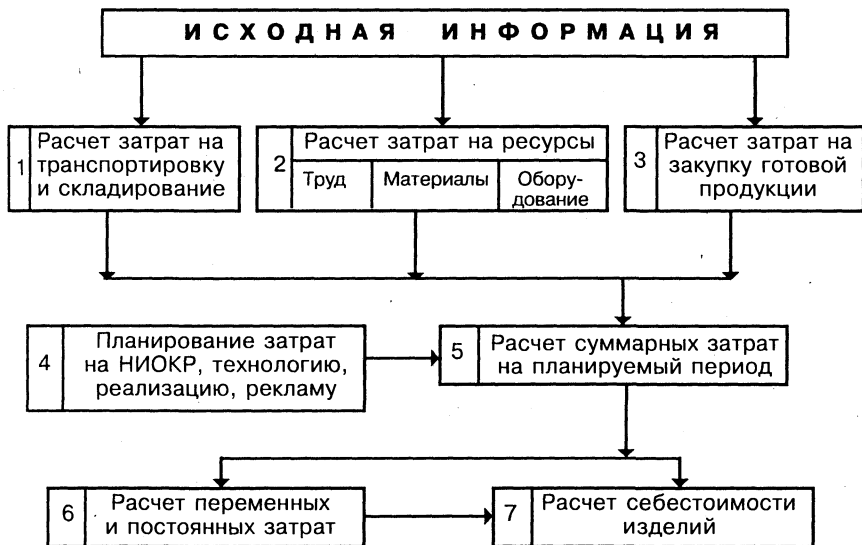 ИСХОДНАЯ ИНФОРМАЦИЯ
1
Расчет затрат на
транспортировку
и складирование
2
Расчет затрат на ресурсы
Труд
Материалы
Обору-
дование
3
Расчет затрат на
закупку готовой
продукции
4
Планирование затрат
на НИОКР, технологию,
реализацию, рекламу
5
Расчет суммарных затрат
на планируемый период
6
Расчет переменных
и постоянных затрат
7
Расчет себестоимости
изделий